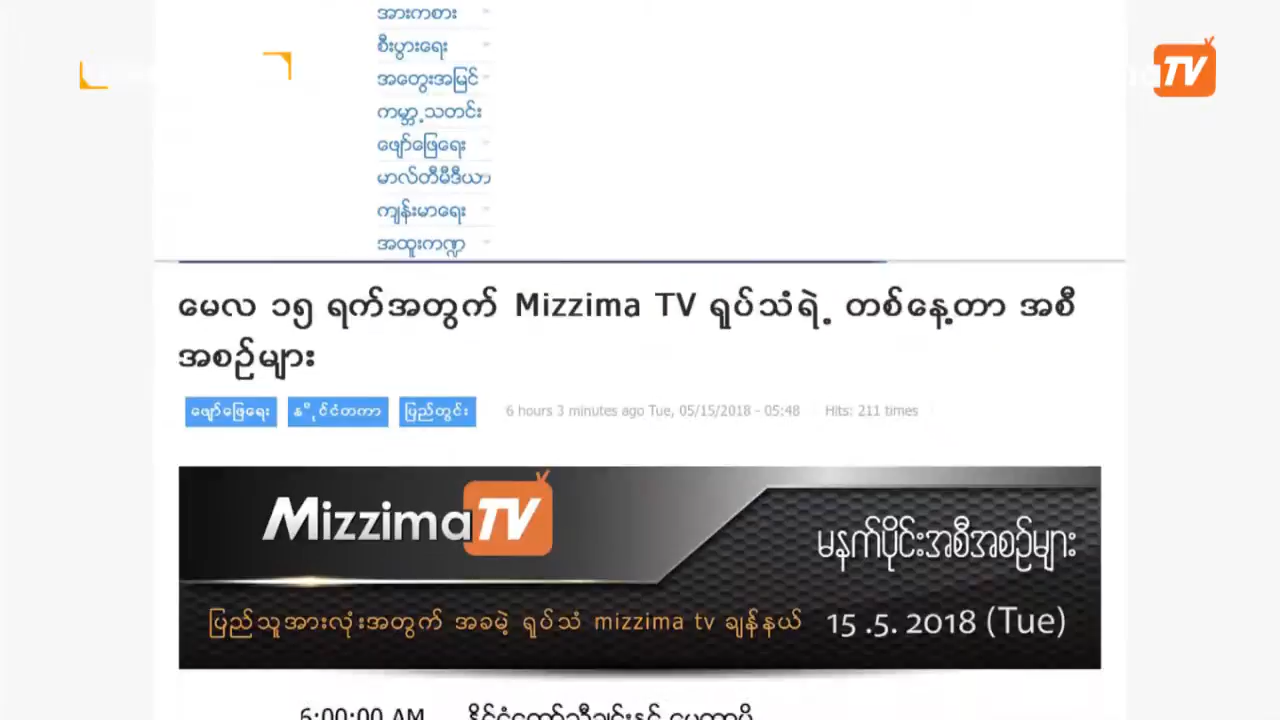 အားကစား
စီးပွားရေး
အတွေးအမြင်
ကမ္ဘာ့သတင်း
ဖျော်ဖြေရေး
မာလ်တီမီဒီယာ
ကျန်းမာရေး
အထူးကဏ္ဍ
TV
မေလ ၁၅ ရက်အတွက် Mizzima TV ရုပ်သံရဲ့ တစ်နေ့တာ အစီ
အစဉ်များ
ဖျော်ဖြေရေး နိုင်ငံတကာ ပြည်တွင်း 6 hours 3 minutes ago Tue, 05/15/2018 - 05:48 Hits: 211 times
MizzimaTV
မနက်ပိုင်းအစီအစဉ်များ
ပြည်သူအားလုံးအတွက် အခမဲ့ ရုပ်သံ mizzima tv ချန်နယ် 15 .5. 2018 (Tue)
6:00:00 AM